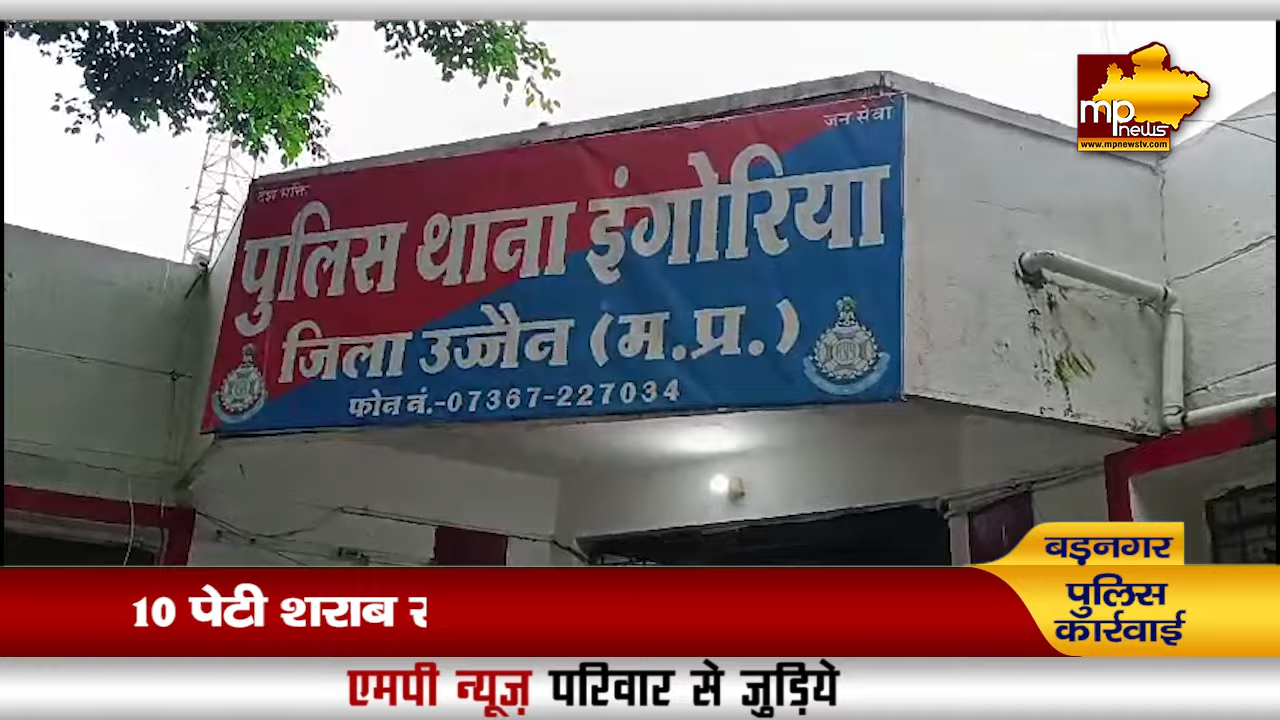 mp
news
www.mpnewstv.com
देश भक्ति
जन सेवा
पुलिस थाना इंगोरिया
जिला उज्जैन (म.प्र.)
फोन नं.-07367-227034
बड़नगर
पुलिस
कार्रवाई
10 पेटी शराब
एमपी न्यूज़ परिवार से जुड़िये